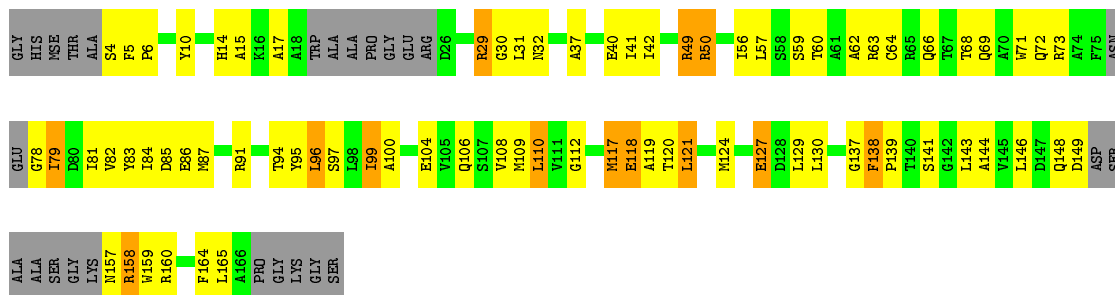 GLY HIS MSE THR ALA S4 F5 P6 Y10 H14 A15 K16 A17 A18 TRP ALA ALA PRO GLY GLU ARG D26 R29 G30 L31 N32 A37 E40 I41 I42 R49 R50 I56 L57 S58 S59 T60 A61 A62 R63 C64 R65 Q66 T67 T68 Q69 A70 W71 Q72 R73 A74 F75 ASN
GLU G78 I79 D80 I81 V82 Y83 I84 D85 E86 M87 R91 T94 Y95 L96 S97 L98 I99 A100 E104 V105 Q106 S107 V108 M109 L110 V111 G112 M117 E118 A119 T120 L121 M124 E127 D128 L129 L130 G137 F138 P139 T140 S141 G142 L143 A144 V145 L146 D147 Q148 D149 ASP SER
ALA ALA SER GLY LYS N157 R158 W159 R160 F164 L165 A166 PRO GLY LYS GLY SER